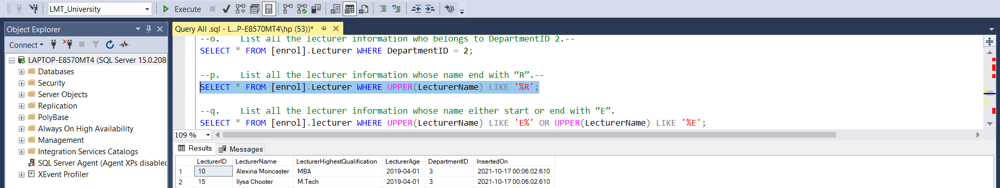 LMT_University
Execute
Object Explorer
Connect
LAPTOP-E8570MT4 (SQL Server 15.0.208
Databases
Security
Server Objects
Replication
PolyBase
Always On High Availability
Management
Integration Services Catalogs
SQL Server Agent (Agent XPs disablec
XEvent Profiler
Query All .sql - L...P-E8570MT4\hp (53))*
--o. List all the lecturer information who belongs to DepartmentID 2.--
SELECT * FROM [enrol].Lecturer WHERE DepartmentID = 2;
--p. List all the lecturer information whose name end with “R”.--
SELECT * FROM [enrol].Lecturer WHERE UPPER(LecturerName) LIKE '%R';
--q. List all the lecturer information whose name either start or end with “E”.
SELECT * FROM [enrol].lecturer WHERE UPPER(LecturerName) LIKE 'E%' OR UPPER(LecturerName) LIKE '%E';
109 %
Results Messages
LecturerID LecturerName LecturerHighestQualification LecturerAge DepartmentID InsertedOn
1 10 Alexina Moncaster MBA 2019-04-01 3 2021-10-17 00:06:02.610
2 15 Ilysa Chooter M.Tech 2019-04-01 3 2021-10-17 00:06:02.610